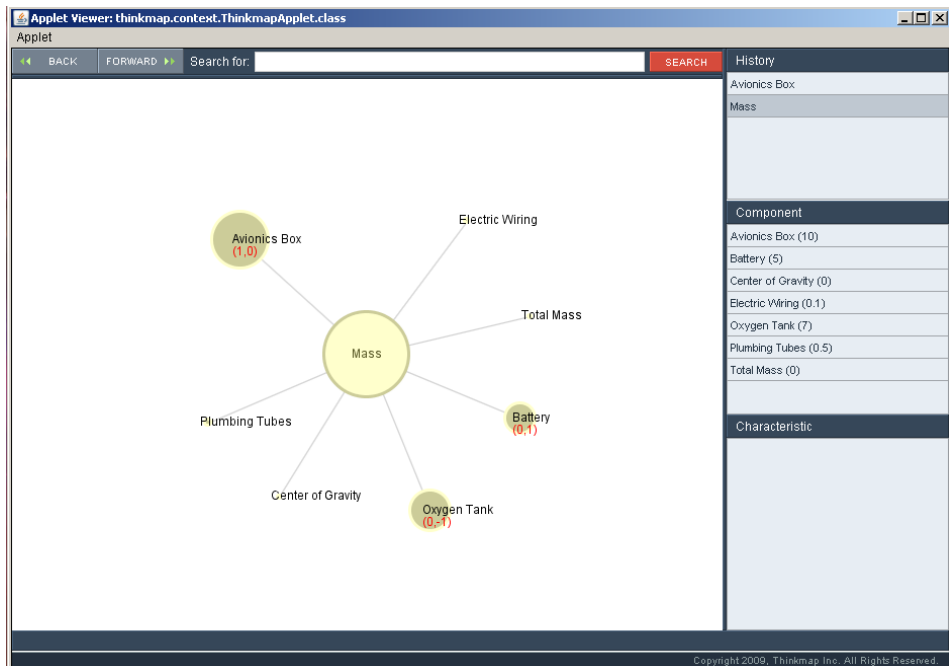 Applet Viewer: thinkmap.context.ThinkmapApplet.class
Applet
BACK FORWARD Search for: SEARCH
History
Avionics Box
Mass
Component
Avionics Box (10)
Battery (5)
Center of Gravity (0)
Electric Wiring (0.1)
Oxygen Tank (7)
Plumbing Tubes (0.5)
Total Mass (0)
Characteristic
Electric Wiring
Avionics Box
(1,0)
Total Mass
Mass
Battery
(0,1)
Plumbing Tubes
Center of Gravity
Oxygen Tank
(0,-1)
Copyright 2009, Thinkmap Inc. All Rights Reserved.